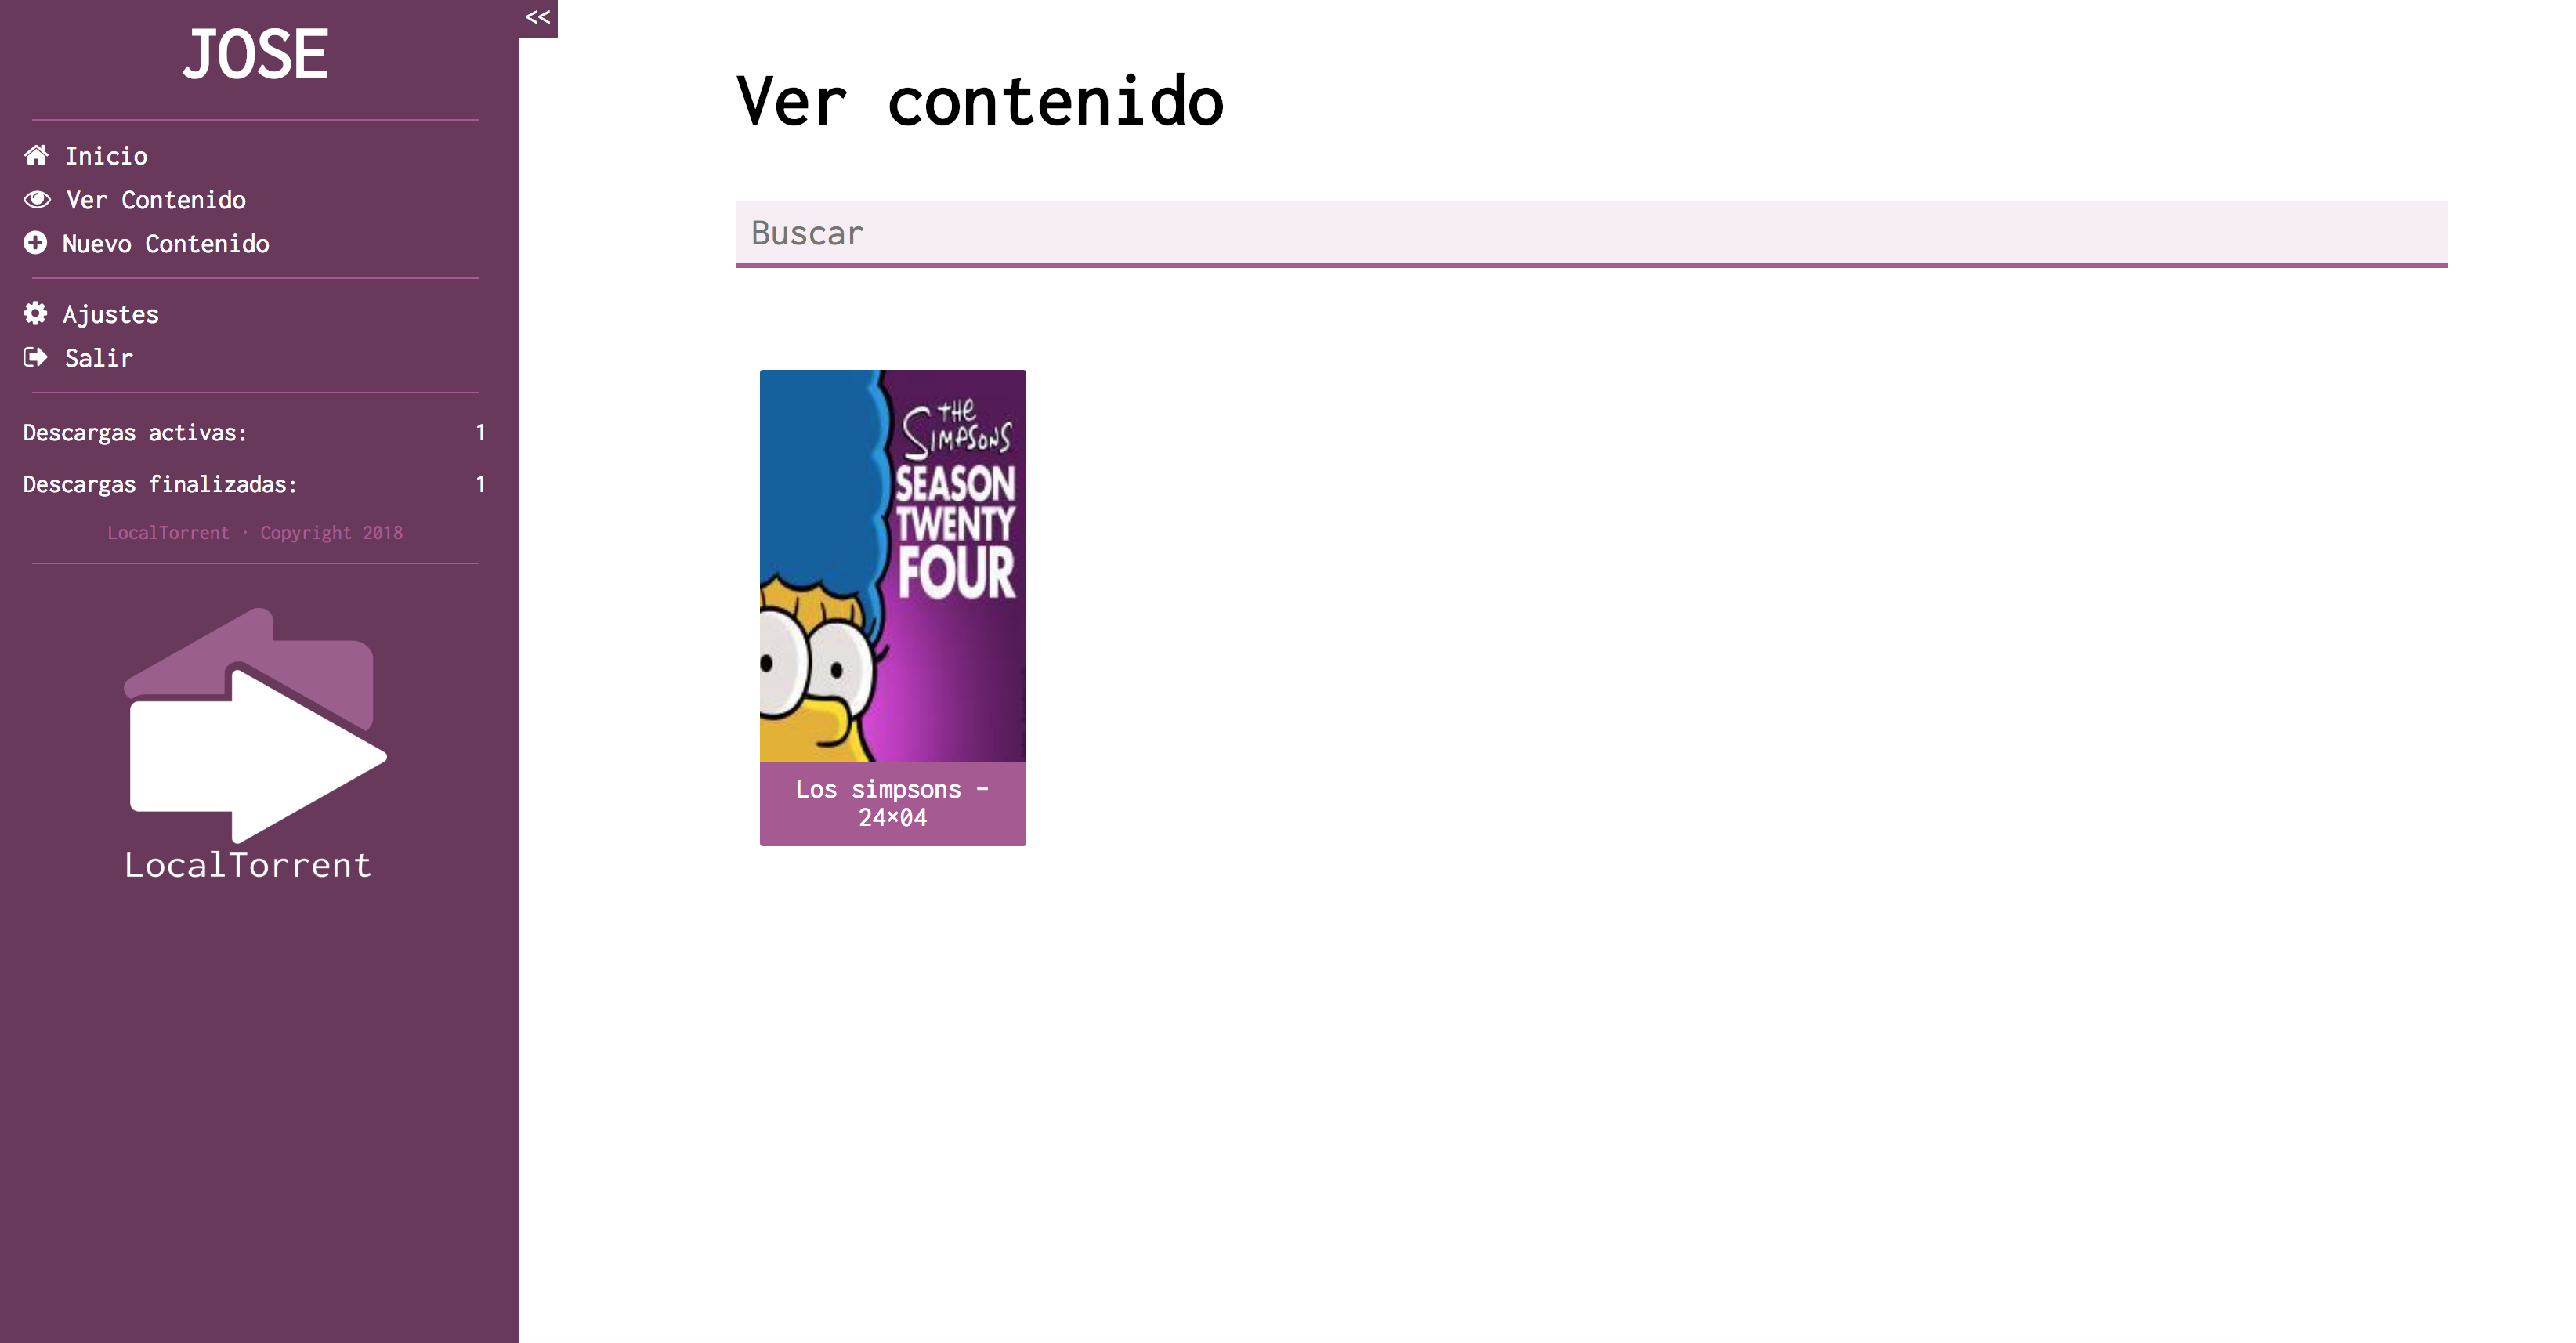 JOSE
<<
Inicio
Ver Contenido
Nuevo Contenido
Ajustes
Salir
Descargas activas: 1
Descargas finalizadas: 1
LocalTorrent · Copyright 2018
LocalTorrent
Ver contenido
Buscar
THE
SIMPSONS
SEASON
TWENTY
FOUR
Los simpsons -
24×04